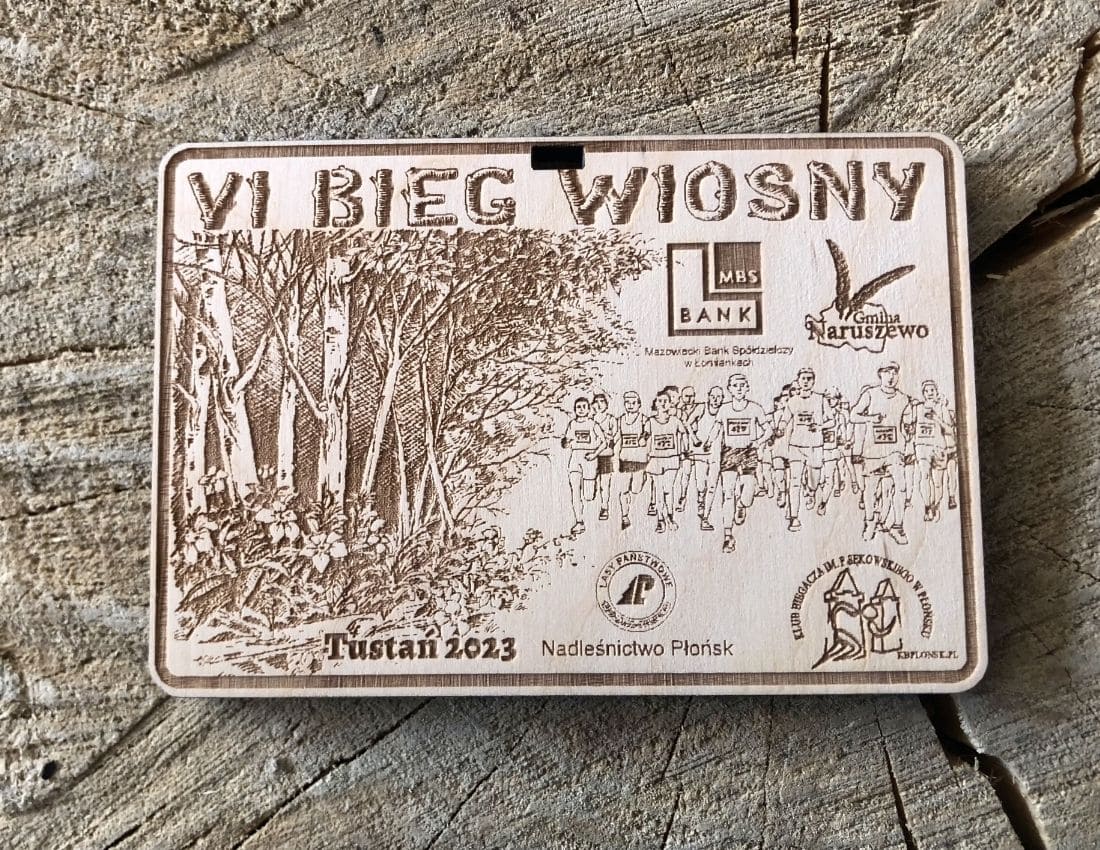 VI BIEG WIOSNY
MBS
BANK
Mazowiecki Bank Spółdzielczy
w Łomiankach
Gmina
Naruszewo
LASY PAŃSTWOWE
KLUB BIEGACZA IM. P. SĘKOWSKIEGO W PŁOŃSKU
KBPLONSK.PL
Tustań 2023
Nadleśnictwo Płońsk